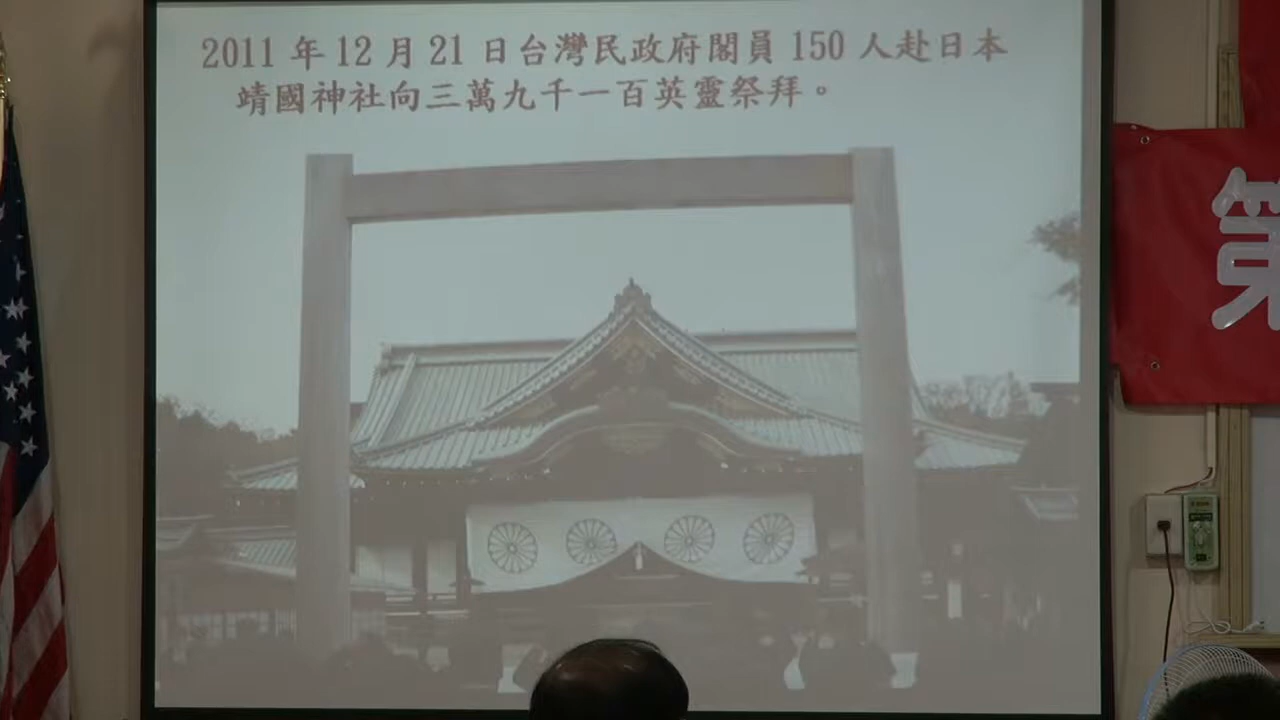 2011 年 12 月 21 日台灣民政府閣員 150 人赴日本
靖國神社向三萬九千一百英靈祭拜。
第